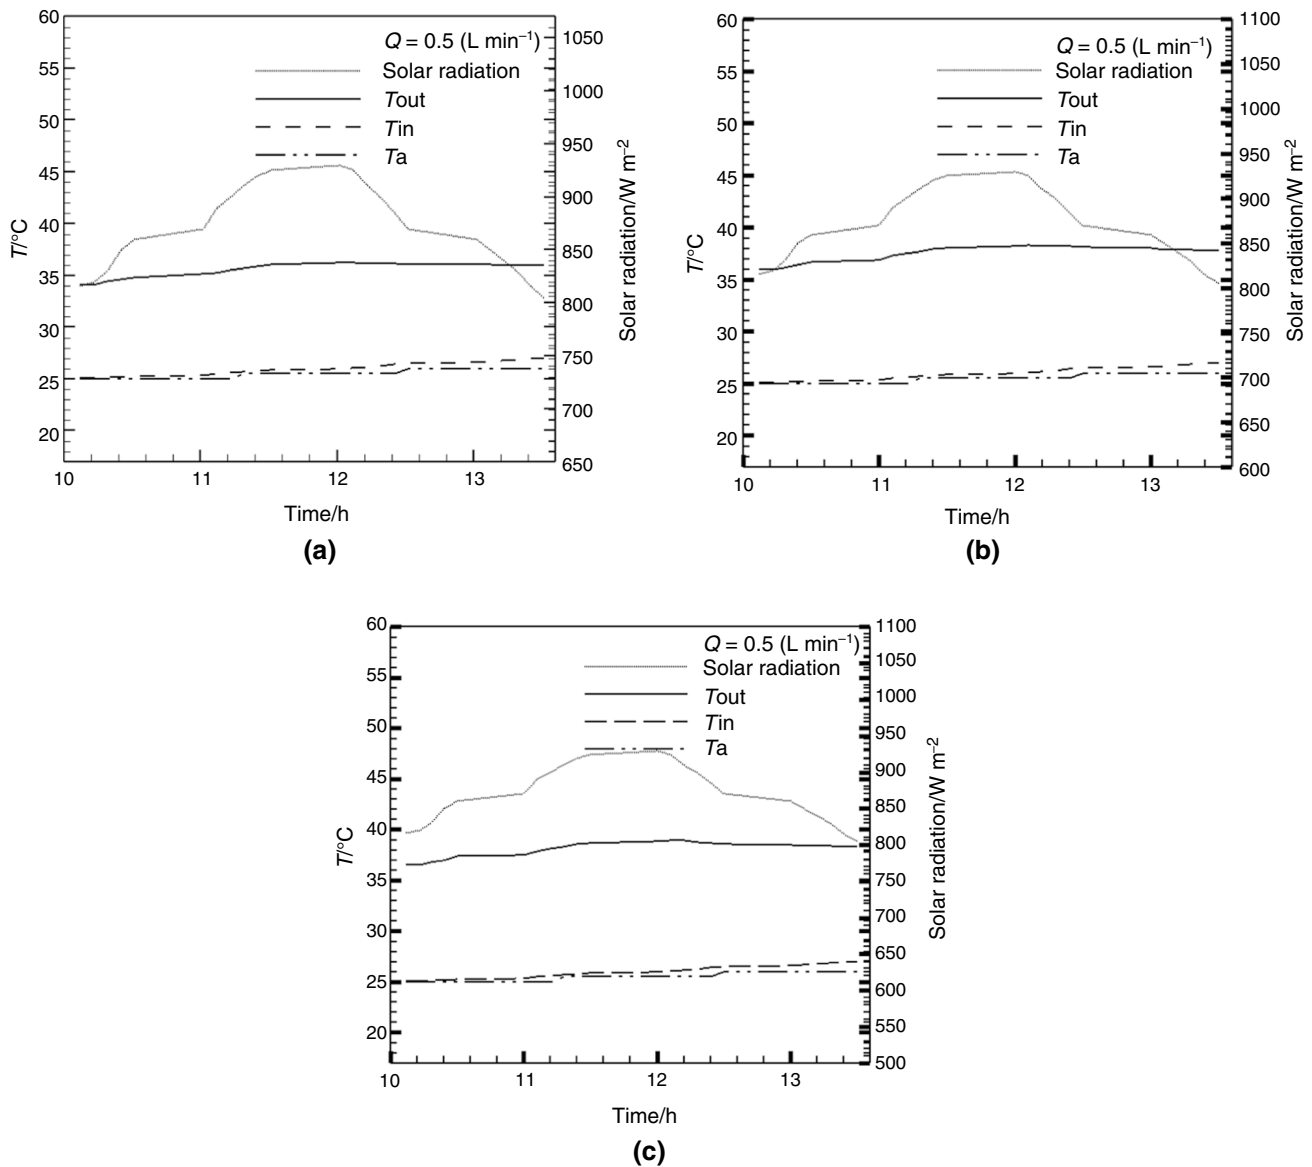 60
55
50
45
40
35
30
25
20
T/°C
Q = 0.5 (L min⁻¹)
Solar radiation
Tout
Tin
Ta
1050
1000
950
900
850
800
750
700
650
Solar radiation/W m⁻²
10 11 12 13
Time/h
(a)
60
55
50
45
40
35
30
25
20
T/°C
Q = 0.5 (L min⁻¹)
Solar radiation
Tout
Tin
Ta
1100
1050
1000
950
900
850
800
750
700
650
600
Solar radiation/W m⁻²
10 11 12 13
Time/h
(b)
60
55
50
45
40
35
30
25
20
T/°C
Q = 0.5 (L min⁻¹)
Solar radiation
Tout
Tin
Ta
1100
1050
1000
950
900
850
800
750
700
650
600
550
500
Solar radiation/W m⁻²
10 11 12 13
Time/h
(c)